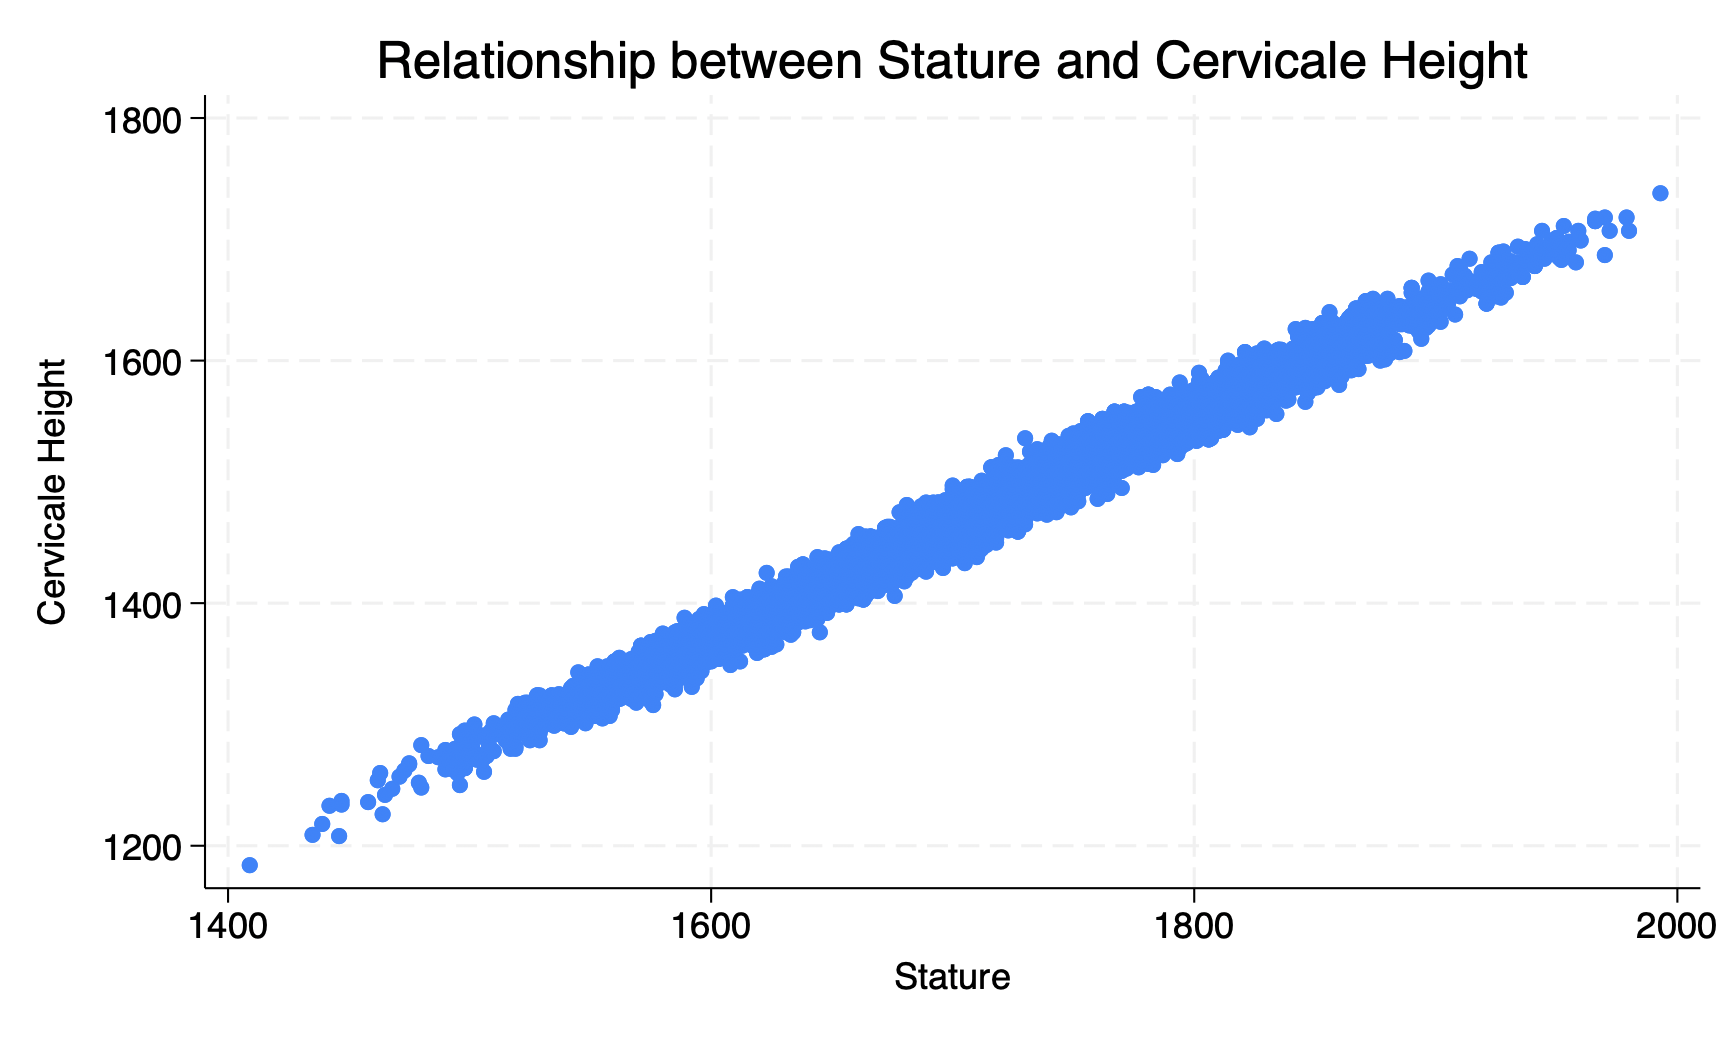 Relationship between Stature and Cervicale Height
1800
1600
1400
1200
Cervicale Height
1400 1600 1800 2000
Stature